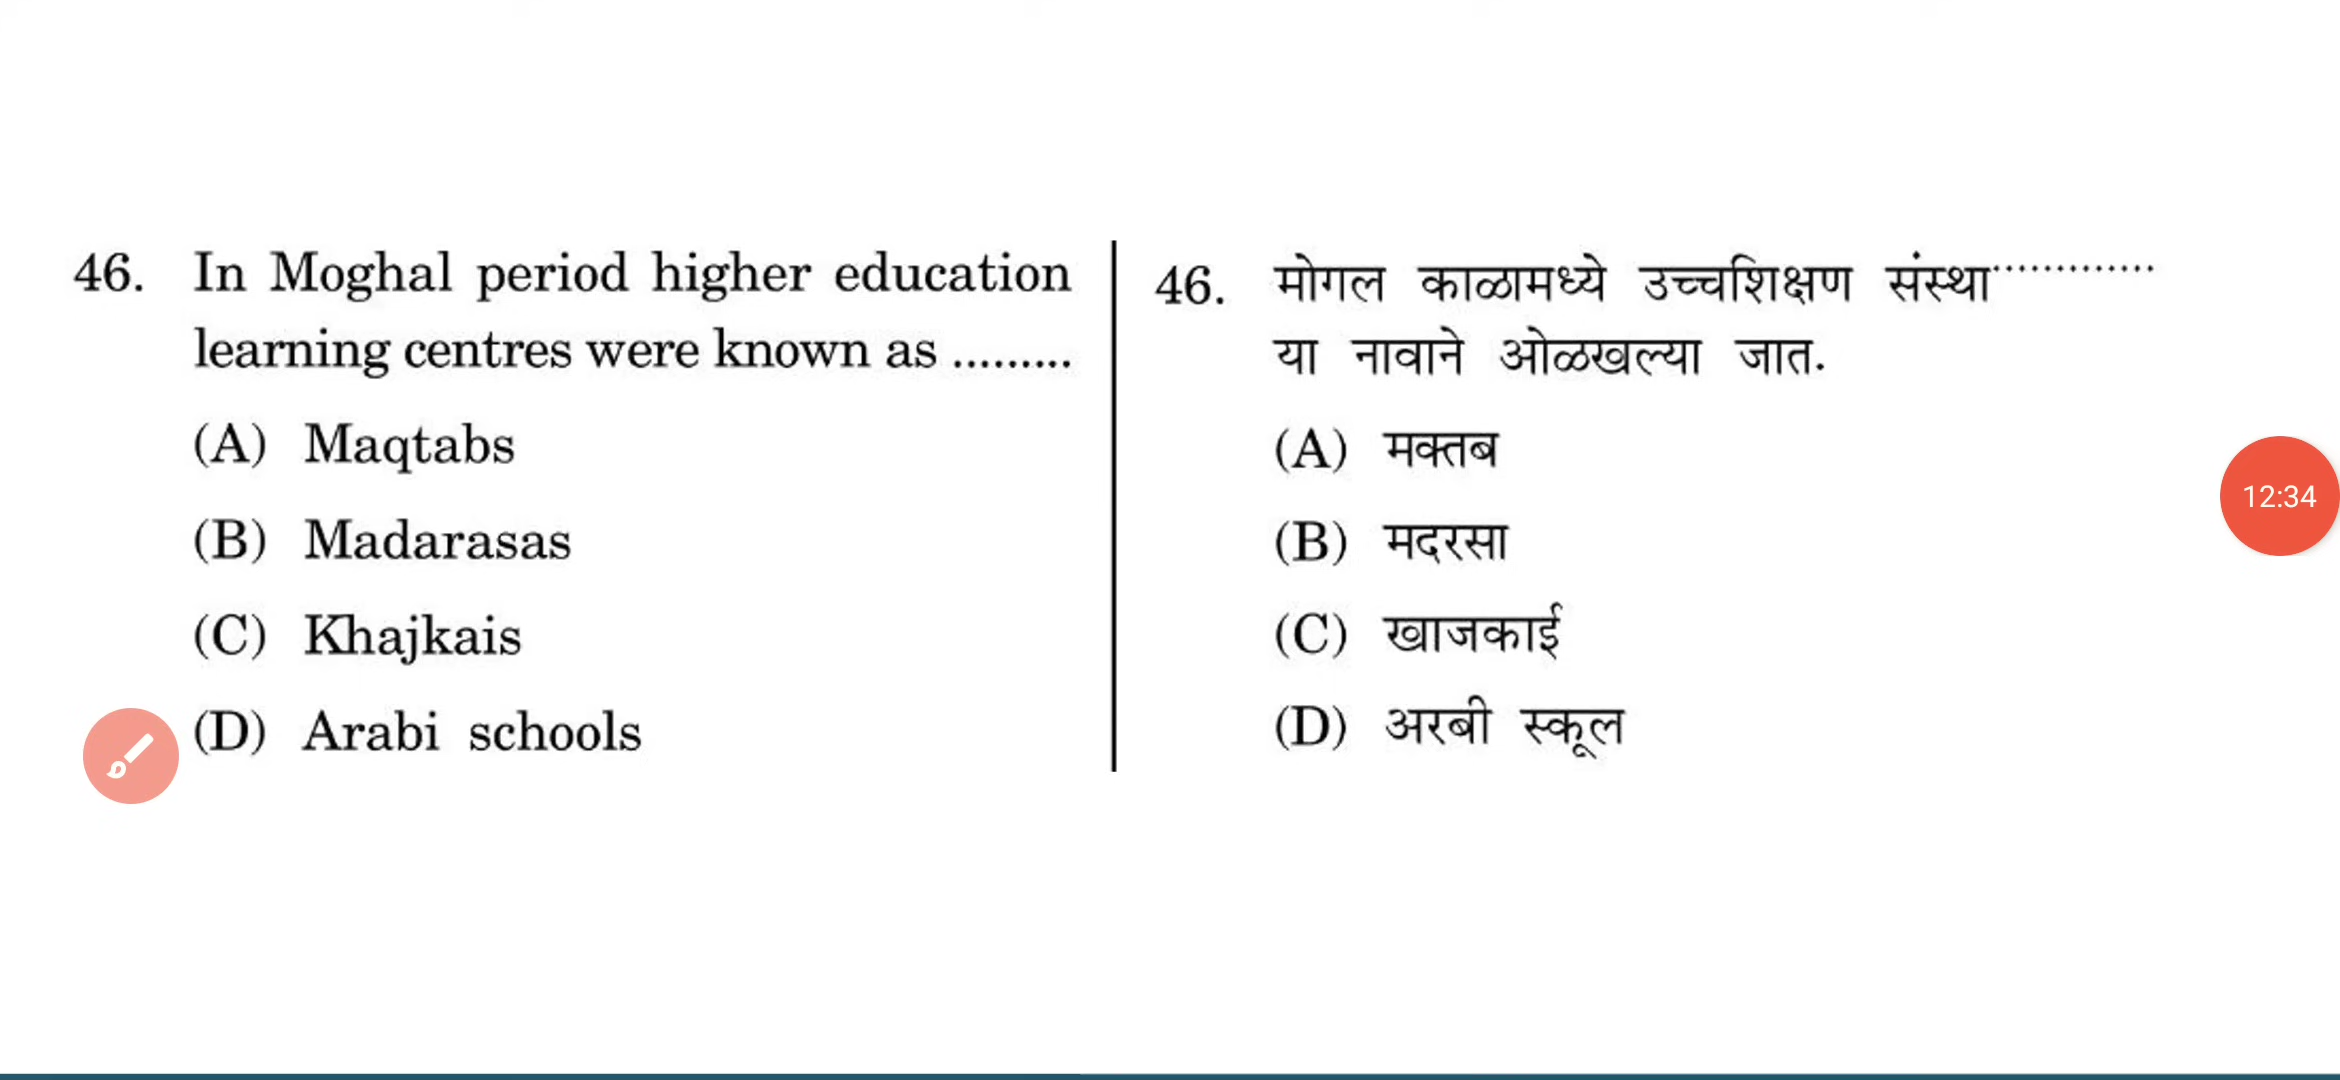 46. In Moghal period higher education
learning centres were known as .........
(A) Maqtabs
(B) Madarasas
(C) Khajkais
(D) Arabi schools
46. मोगल काळामध्ये उच्चशिक्षण संस्था.............
या नावाने ओळखल्या जात.
(A) मक्तब
(B) मदरसा
(C) खाजकाई
(D) अरबी स्कूल
12:34